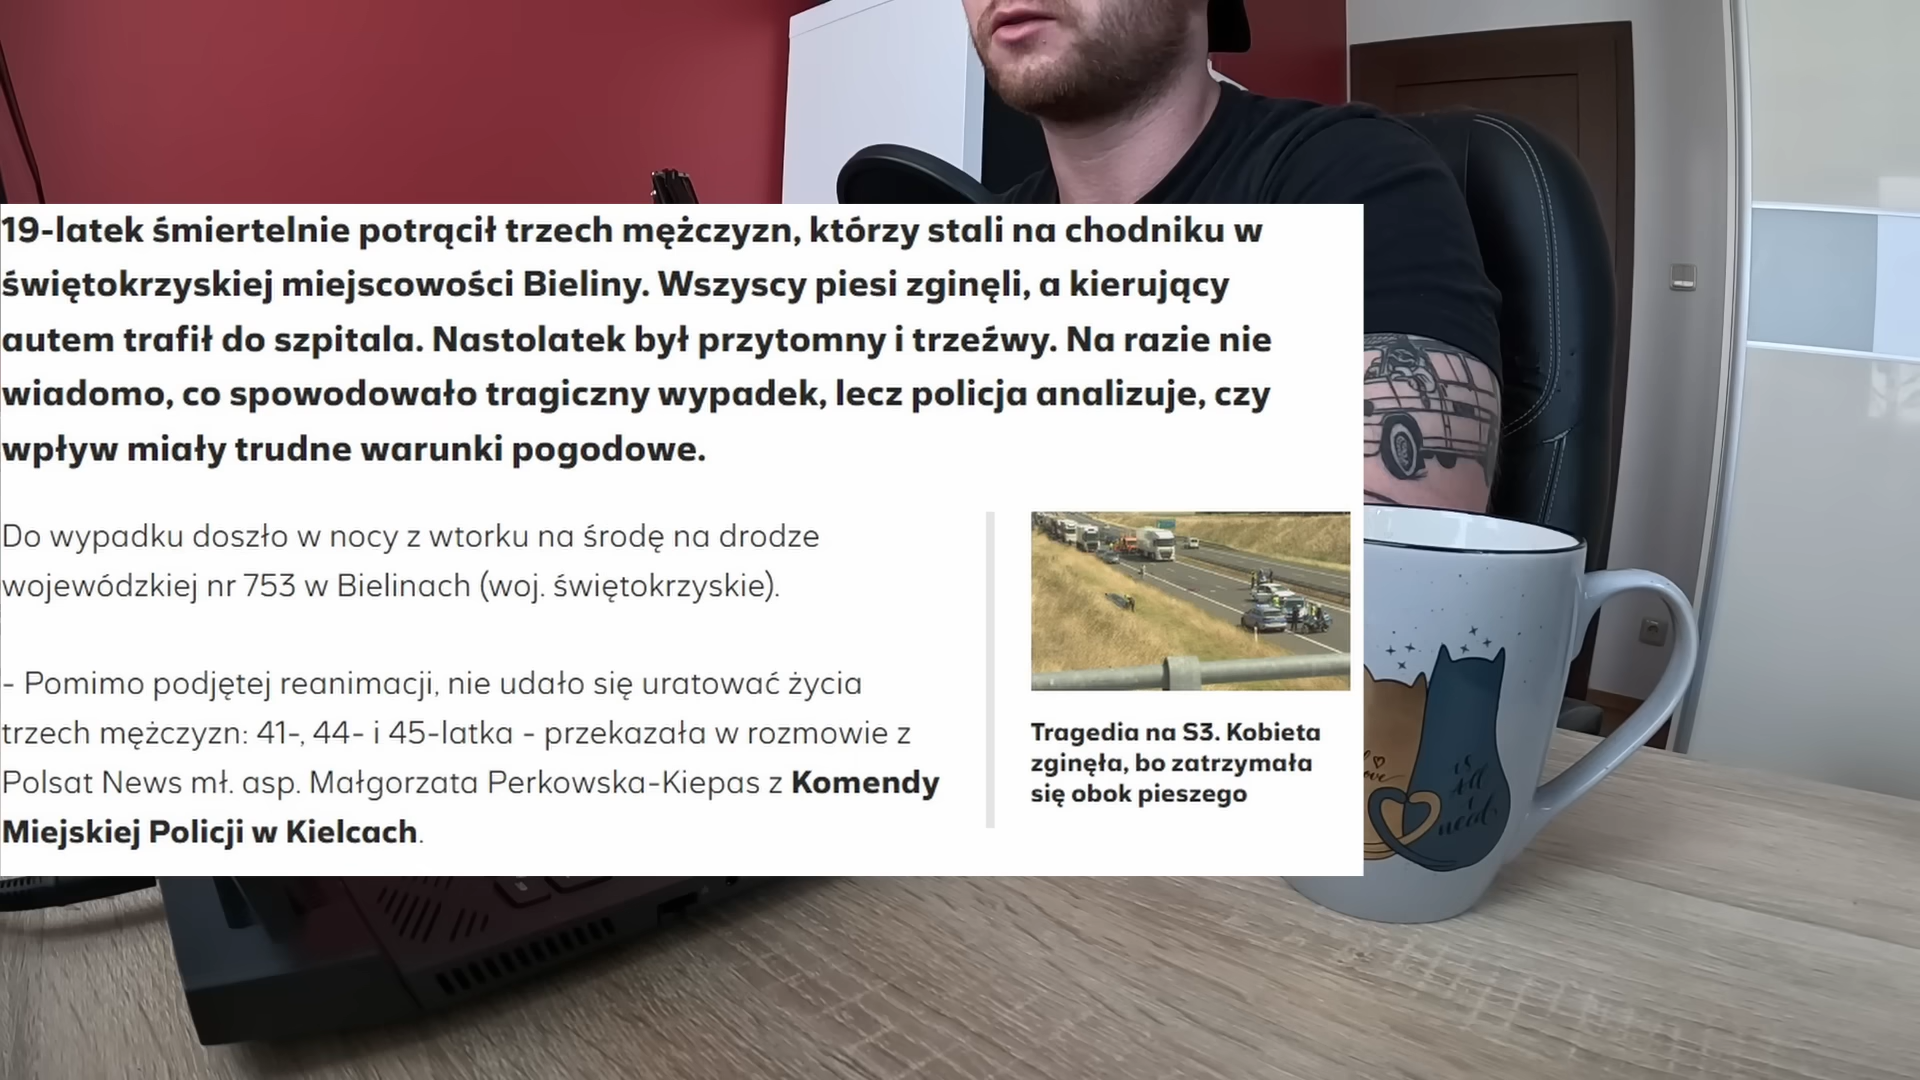 19-latek śmiertelnie potrącił trzech mężczyzn, którzy stali na chodniku w
świętokrzyskiej miejscowości Bieliny. Wszyscy piesi zginęli, a kierujący
autem trafił do szpitala. Nastolatek był przytomny i trzeźwy. Na razie nie
wiadomo, co spowodowało tragiczny wypadek, lecz policja analizuje, czy
wpływ miały trudne warunki pogodowe.
Do wypadku doszło w nocy z wtorku na środę na drodze
wojewódzkiej nr 753 w Bielinach (woj. świętokrzyskie).
- Pomimo podjętej reanimacji, nie udało się uratować życia
trzech mężczyzn: 41-, 44- i 45-latka - przekazała w rozmowie z
Polsat News mł. asp. Małgorzata Perkowska-Kiepas z Komendy
Miejskiej Policji w Kielcach.
Tragedia na S3. Kobieta
zginęła, bo zatrzymała
się obok pieszego
is
All
need